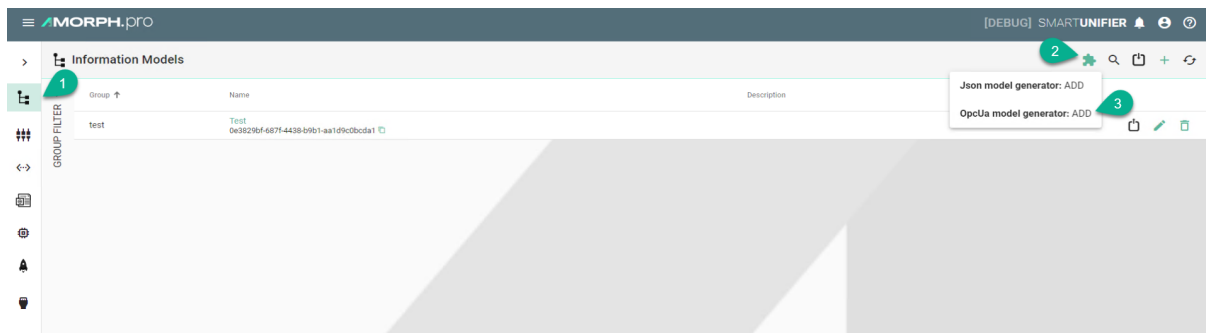 AMORPH.pro
[DEBUG] SMARTUNIFIER
Information Models
2
1
Json model generator: ADD
OpcUa model generator: ADD
3
GROUP FILTER
Group
Name
Description
test
Test
0e3829bf-687f-4438-b9b1-aa1d9c0bcda1